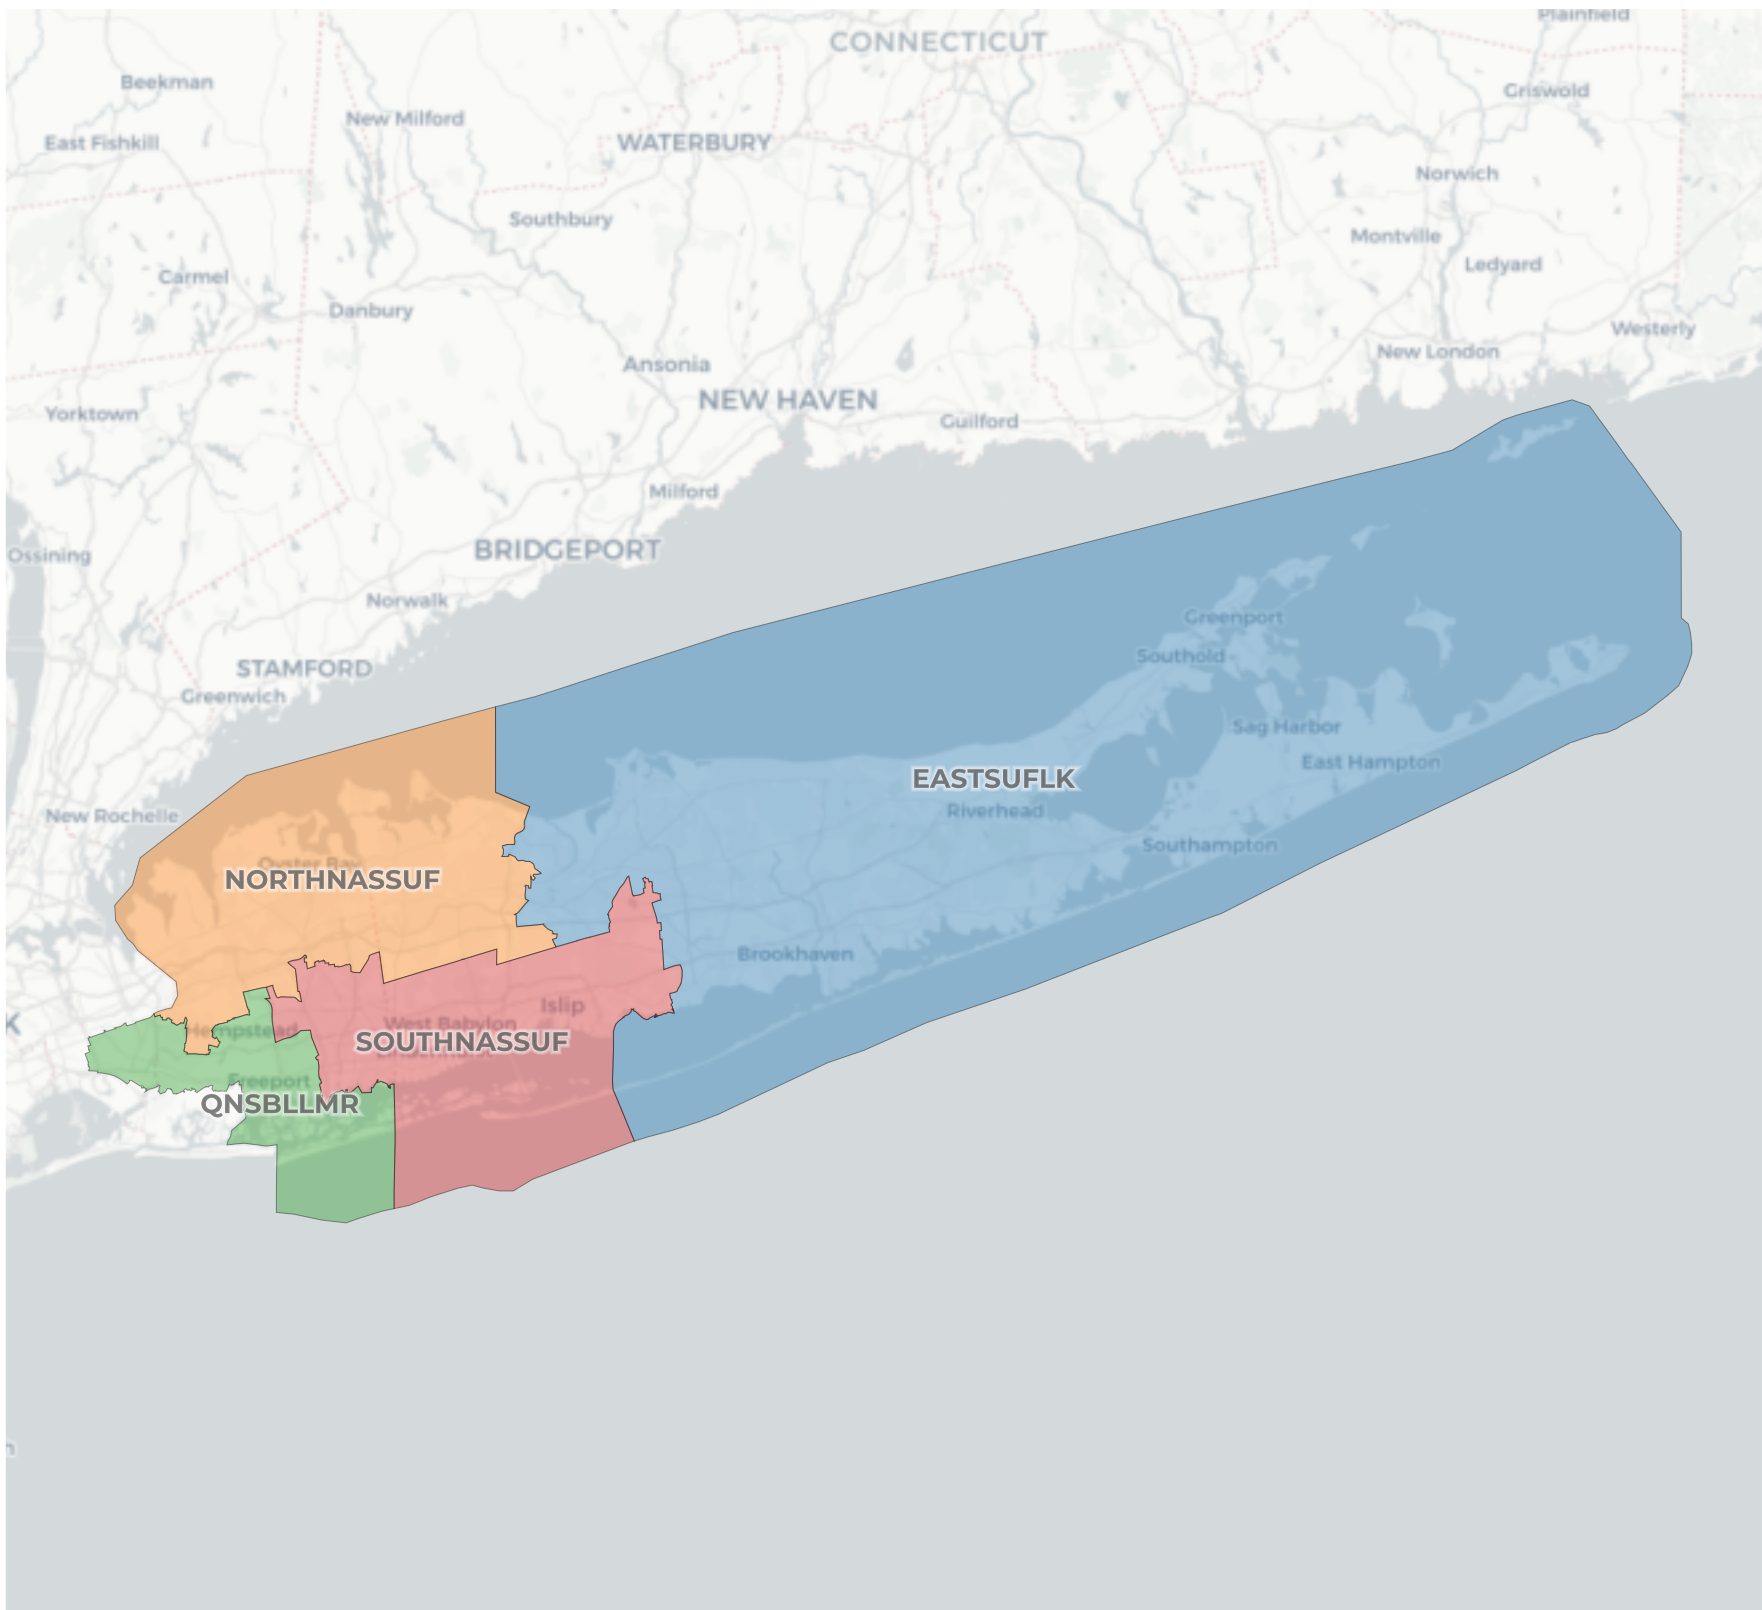 Plainfield
CONNECTICUT
Beekman
Griswold
New Milford
East Fishkill
WATERBURY
Norwich
Southbury
Montville
Ledyard
Carmel
Danbury
Westerly
New London
Ansonia
NEW HAVEN
Yorktown
Guilford
Milford
BRIDGEPORT
Ossining
Norwalk
Greenport
Southold
STAMFORD
Greenwich
Sag Harbor
East Hampton
EASTSUFLK
Riverhead
New Rochelle
Southampton
Oyster Bay
NORTHNASSUF
Brookhaven
Islip
K
Hempstead
West Babylon
SOUTHNASSUF
Freeport
QNSBLLMR
n